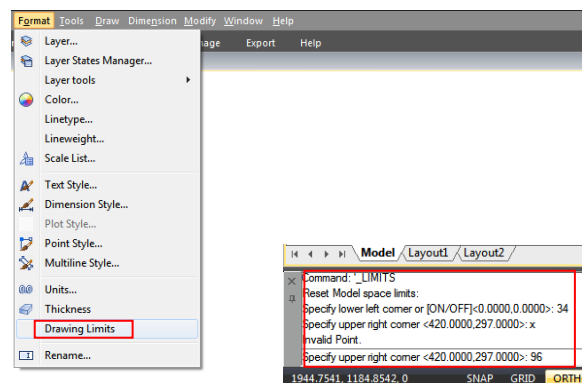 Format Tools Draw Dimension Modify Window Help
Export Help
Layer...
Layer States Manager...
Layer tools
Color...
Linetype...
Lineweight...
Scale List...
Text Style...
Dimension Style...
Plot Style...
Point Style...
Multiline Style...
Units...
Thickness
Drawing Limits
Rename...
Model Layout1 Layout2
Command: '_LIMITS
Reset Model space limits:
Specify lower left corner or [ON/OFF]<0.0000,0.0000>: 34
Specify upper right corner <420.0000,297.0000>: x
Invalid Point.
Specify upper right corner <420.0000,297.0000>: 96
1944.7541, 1184.8542, 0 SNAP GRID ORTH